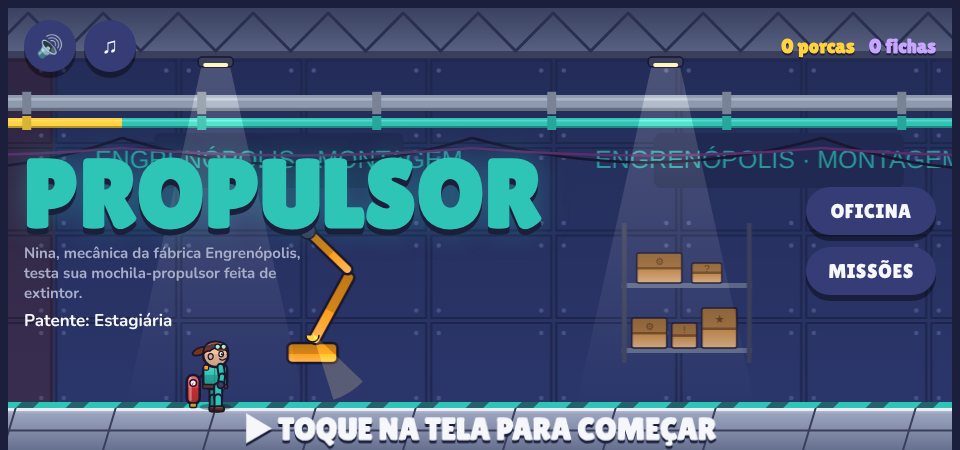 0 porcas 0 fichas
ENGRENÓPOLIS · MONTAGEM
ENGRENÓPOLIS · MONTAGEM
PROPULSOR
OFICINA
Nina, mecânica da fábrica Engrenópolis,
testa sua mochila-propulsor feita de
extintor.
MISSÕES
Patente: Estagiária
TOQUE NA TELA PARA COMEÇAR